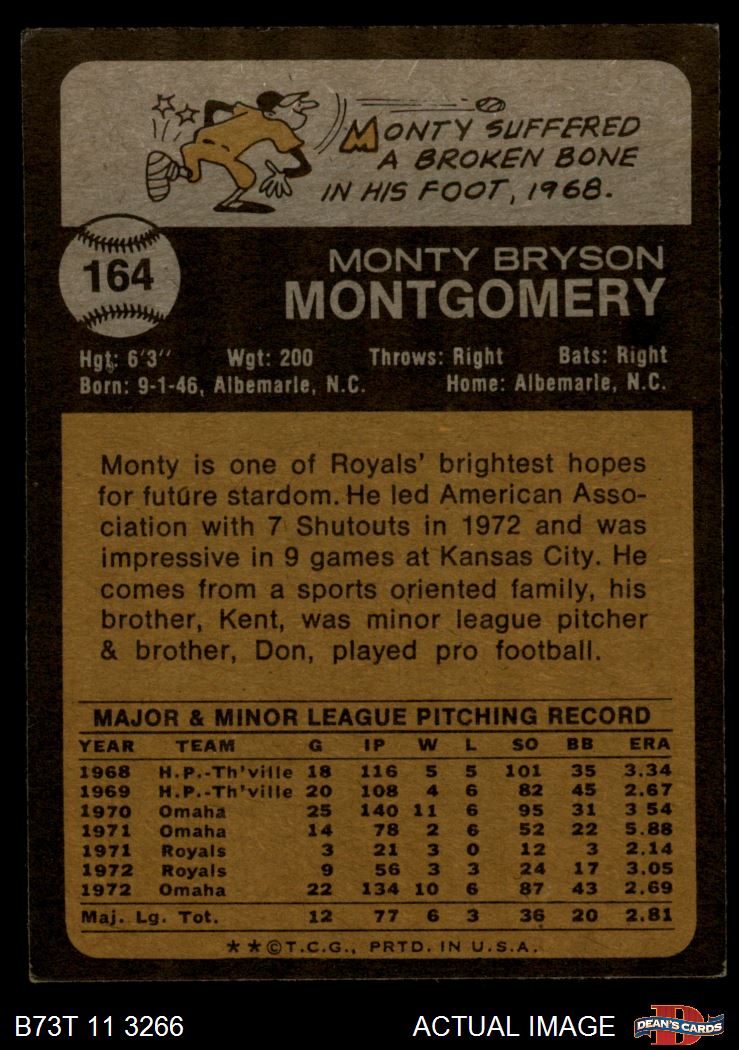 MONTY SUFFERED
A BROKEN BONE
IN HIS FOOT, 1968.
164
MONTY BRYSON
MONTGOMERY
Hgt: 6'3" Wgt: 200 Throws: Right Bats: Right
Born: 9-1-46, Albemarle, N.C. Home: Albemarle, N.C.
Monty is one of Royals' brightest hopes
for future stardom. He led American Asso-
ciation with 7 Shutouts in 1972 and was
impressive in 9 games at Kansas City. He
comes from a sports oriented family, his
brother, Kent, was minor league pitcher
& brother, Don, played pro football.
MAJOR & MINOR LEAGUE PITCHING RECORD
YEAR TEAM G IP W L SO BB ERA
1968 H.P.-Th'ville 18 116 5 5 101 35 3.34
1969 H.P.-Th'ville 20 108 4 6 82 45 2.67
1970 Omaha 25 140 11 6 95 31 3 54
1971 Omaha 14 78 2 6 52 22 5.88
1971 Royals 3 21 3 0 12 3 2.14
1972 Royals 9 56 3 3 24 17 3.05
1972 Omaha 22 134 10 6 87 43 2.69
Maj. Lg. Tot. 12 77 6 3 36 20 2.81
**©T.C.G., PRTD. IN U.S.A.
B73T 11 3266 ACTUAL IMAGE D DEAN'S CARDS